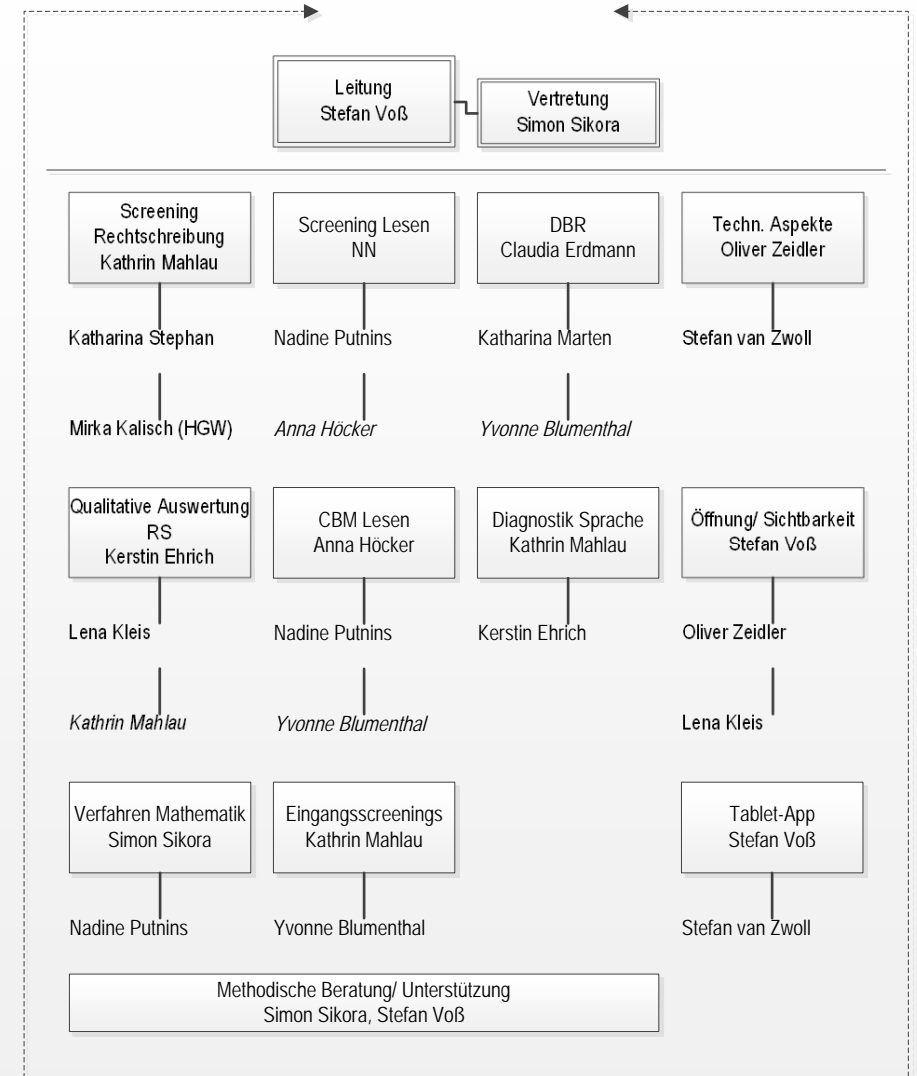 Leitung
Stefan Voß
Vertretung
Simon Sikora
Screening
Rechtschreibung
Kathrin Mahlau
Katharina Stephan
Mirka Kalisch (HGW)
Screening Lesen
NN
Nadine Putnins
Anna Höcker
DBR
Claudia Erdmann
Katharina Marten
Yvonne Blumenthal
Techn. Aspekte
Oliver Zeidler
Stefan van Zwoll
Qualitative Auswertung
RS
Kerstin Ehrich
Lena Kleis
Kathrin Mahlau
CBM Lesen
Anna Höcker
Nadine Putnins
Yvonne Blumenthal
Diagnostik Sprache
Kathrin Mahlau
Kerstin Ehrich
Öffnung/ Sichtbarkeit
Stefan Voß
Oliver Zeidler
Lena Kleis
Verfahren Mathematik
Simon Sikora
Nadine Putnins
Eingangsscreenings
Kathrin Mahlau
Yvonne Blumenthal
Tablet-App
Stefan Voß
Stefan van Zwoll
Methodische Beratung/ Unterstützung
Simon Sikora, Stefan Voß